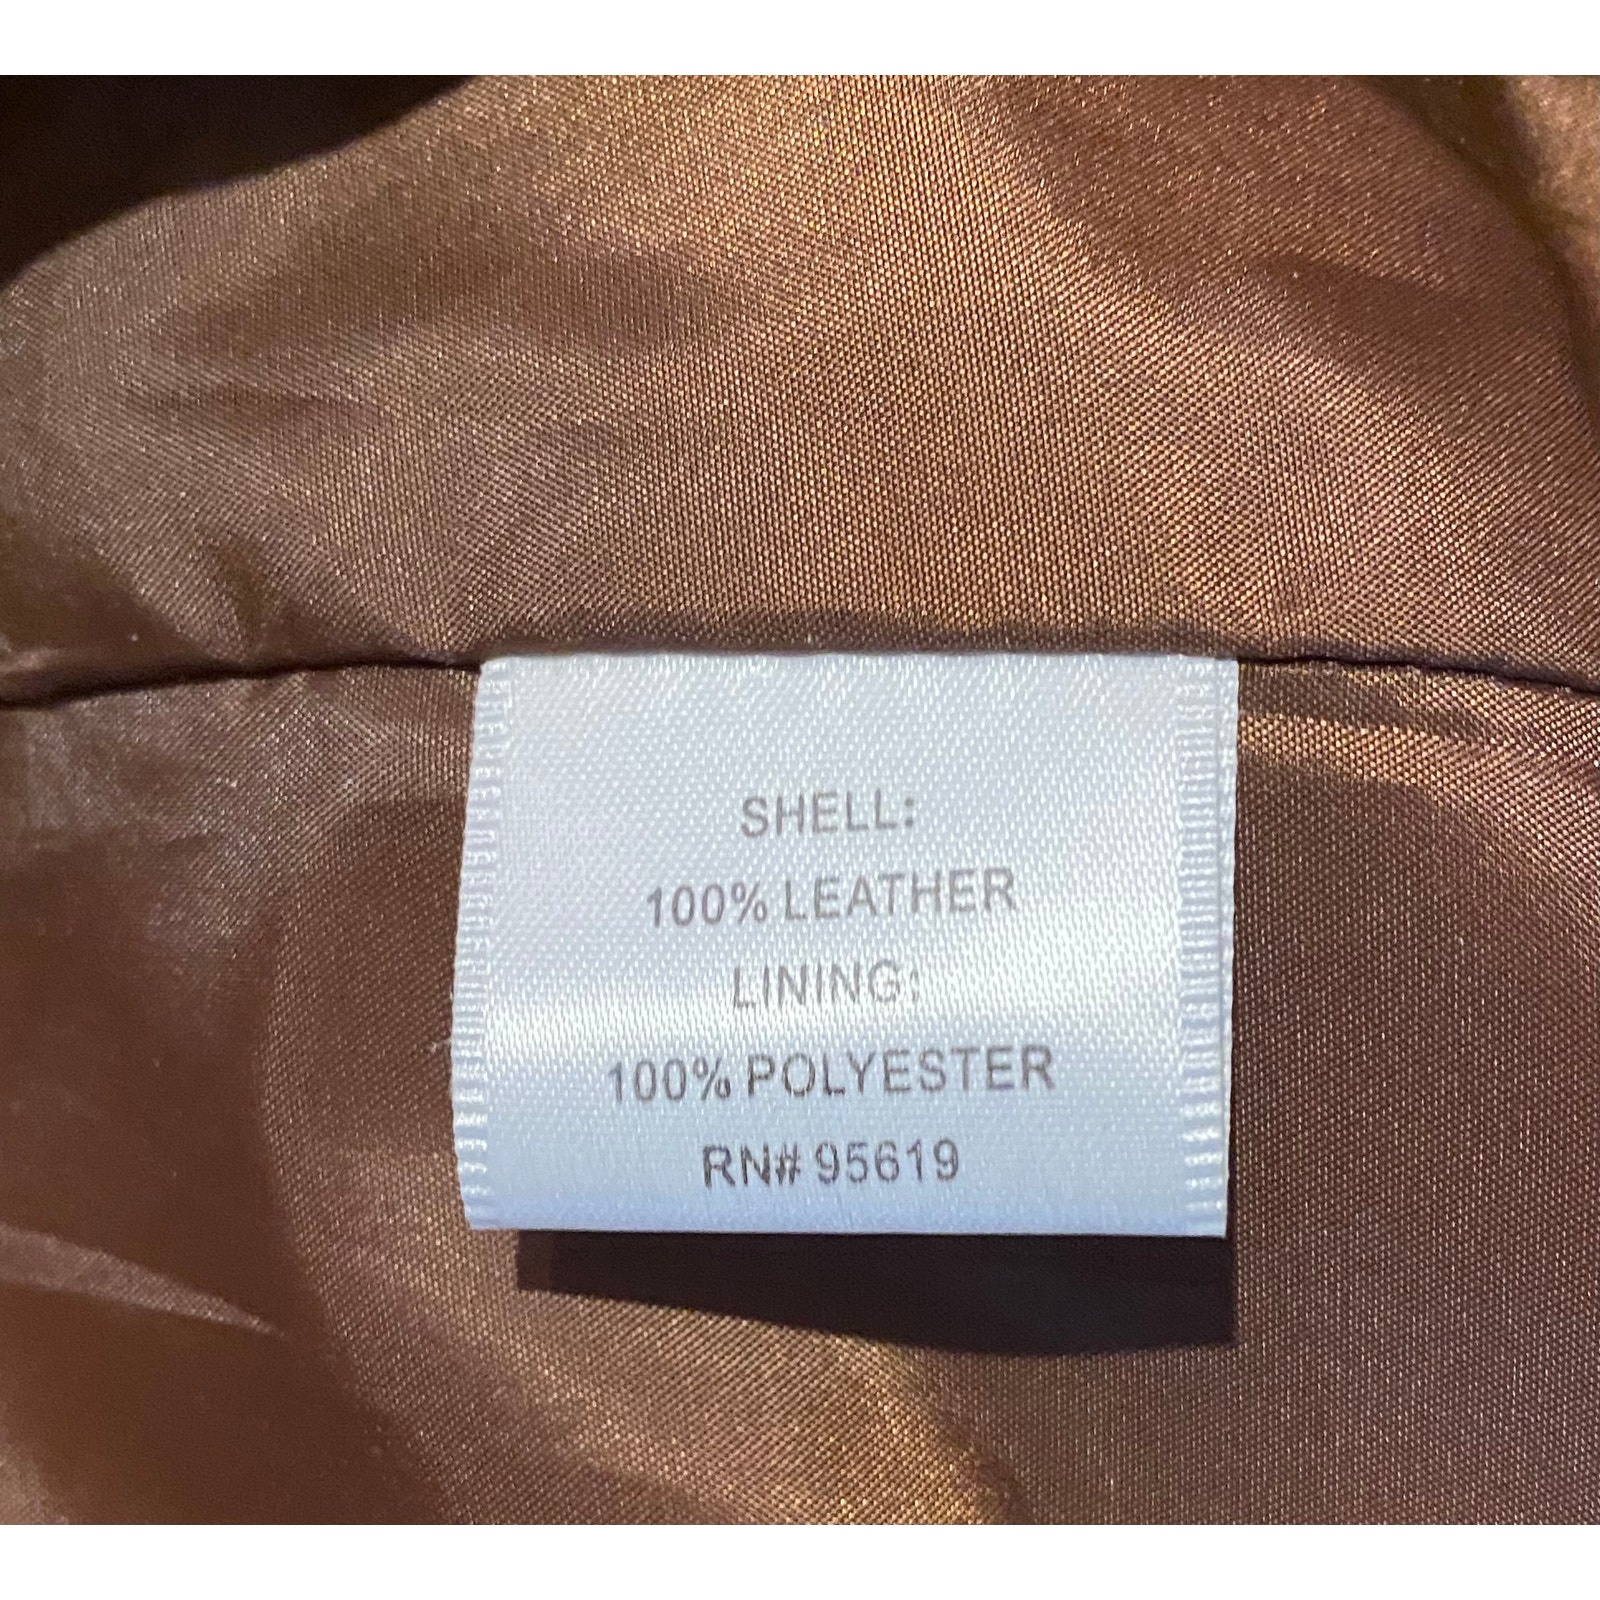 SHELL:
100% LEATHER
LINING:
100% POLYESTER
RN# 95619